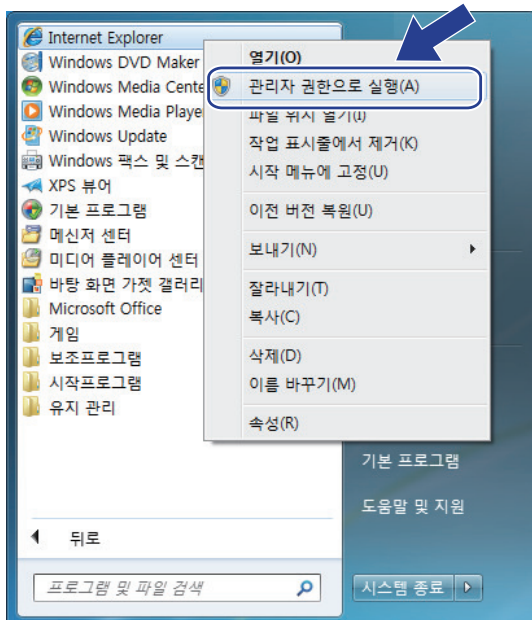 Internet Explorer
Windows DVD Maker
Windows Media Cente
Windows Media Playe
Windows Update
Windows 팩스 및 스캔
XPS 뷰어
기본 프로그램
메신저 센터
미디어 플레이어 센터
바탕 화면 가젯 갤러리
Microsoft Office
게임
보조프로그램
시작프로그램
유지 관리
뒤로
프로그램 및 파일 검색
열기(O)
관리자 권한으로 실행(A)
파일 위치 열기(I)
작업 표시줄에서 제거(K)
시작 메뉴에 고정(U)
이전 버전 복원(U)
보내기(N)
잘라내기(T)
복사(C)
삭제(D)
이름 바꾸기(M)
속성(R)
기본 프로그램
도움말 및 지원
시스템 종료